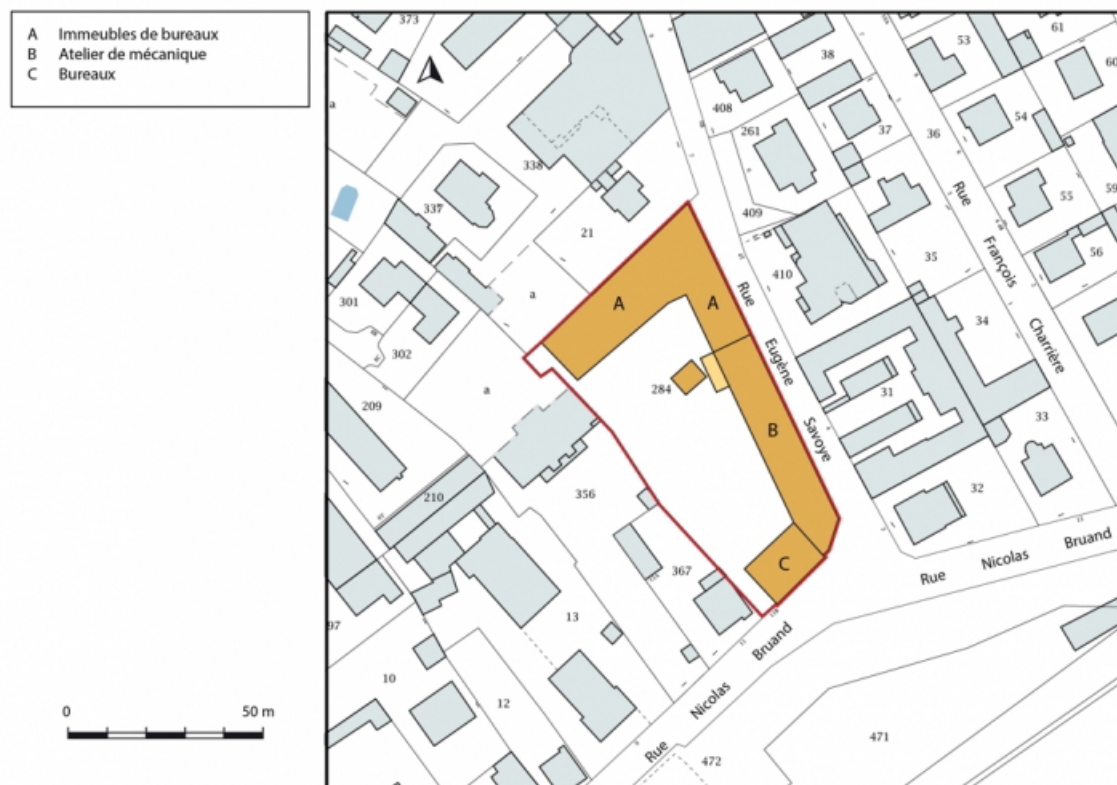 A Immeubles de bureaux
B Atelier de mécanique
C Bureaux
0 50 m
373
a
338
337
21
a
301
302
a
209
210
356
367
13
97
10
12
284
A
A
B
C
408
261
409
410
38
37
36
35
34
33
32
31
53
54
55
56
59
60
61
471
472
Rue Eugène Savoye
Rue François Charrière
Rue Nicolas Bruand
Rue Nicolas Bruand